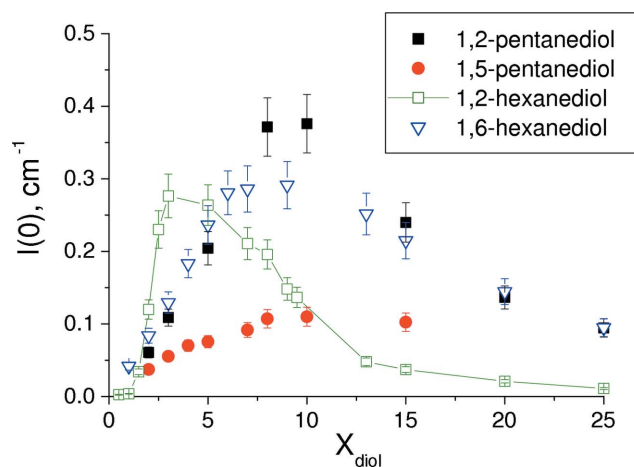 0.5
0.4
0.3
0.2
0.1
0.0
I(0), cm⁻¹
1,2-pentanediol
1,5-pentanediol
1,2-hexanediol
1,6-hexanediol
0 5 10 15 20 25
X_diol